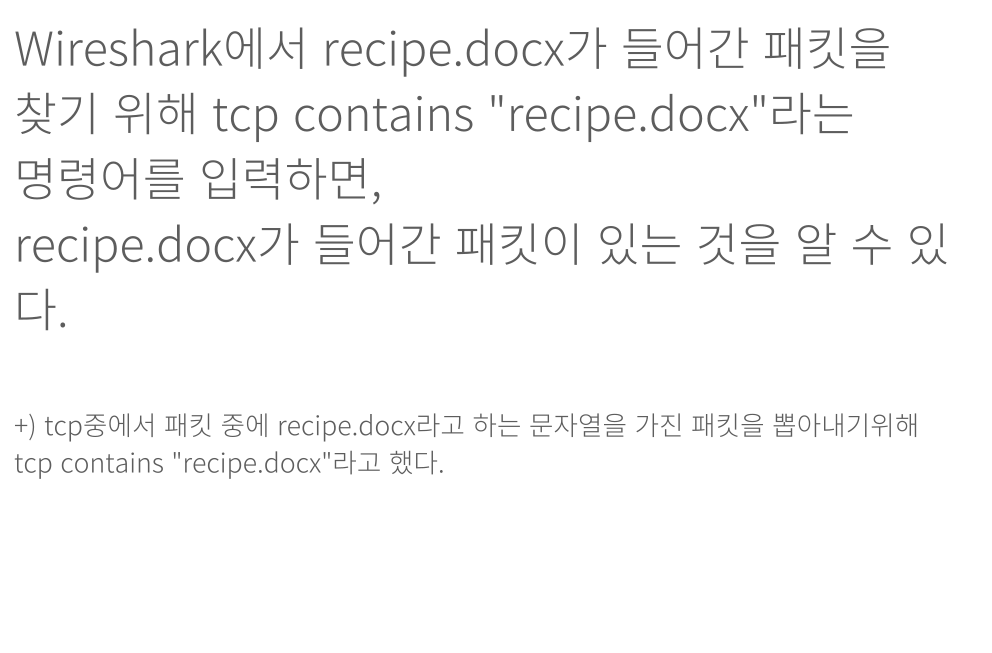 Wireshark에서 recipe.docx가 들어간 패킷을
찾기 위해 tcp contains "recipe.docx"라는
명령어를 입력하면,
recipe.docx가 들어간 패킷이 있는 것을 알 수 있
다.
+) tcp중에서 패킷 중에 recipe.docx라고 하는 문자열을 가진 패킷을 뽑아내기위해
tcp contains "recipe.docx"라고 했다.